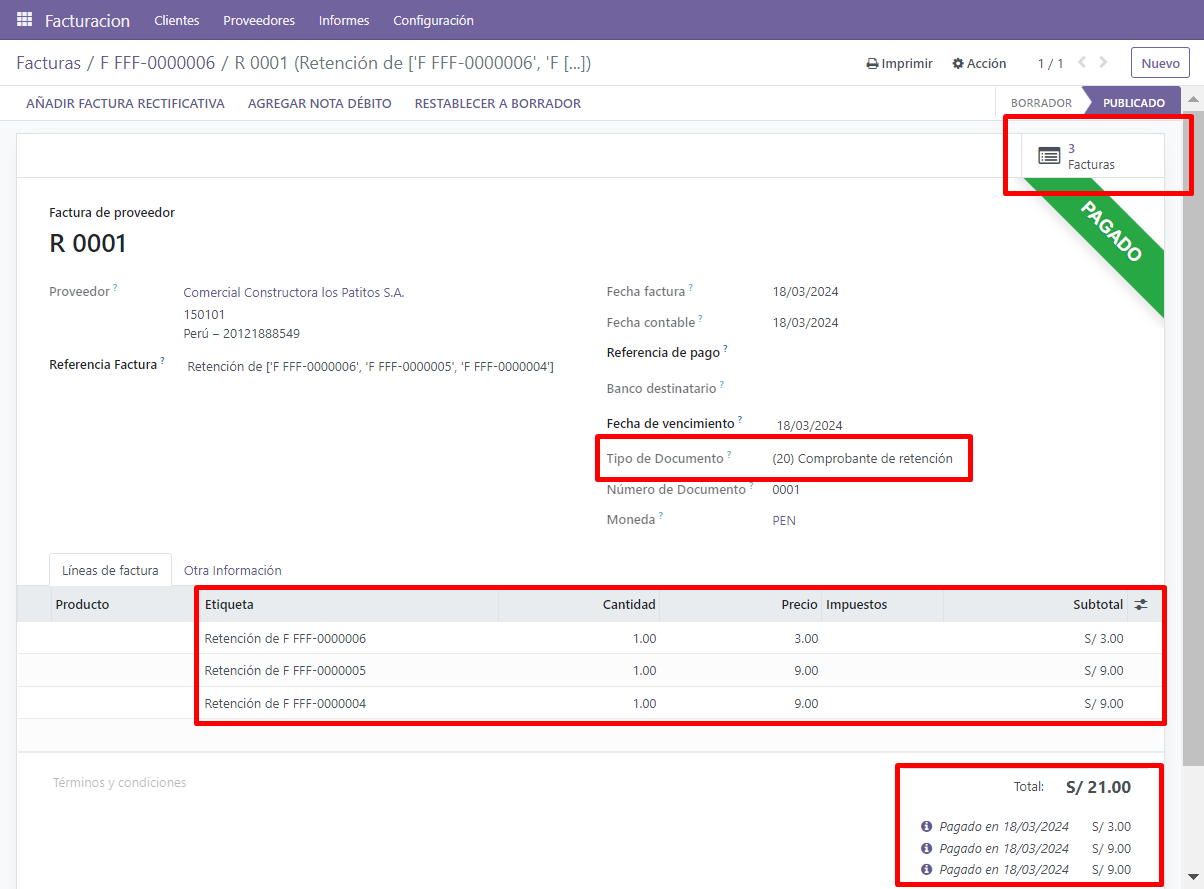 Facturacion Clientes Proveedores Informes Configuración
Facturas / F FFF-0000006 / R 0001 (Retención de ['F FFF-0000006', 'F [...]) Imprimir Acción 1 / 1 Nuevo
AÑADIR FACTURA RECTIFICATIVA AGREGAR NOTA DÉBITO RESTABLECER A BORRADOR BORRADOR PUBLICADO
3
Facturas
PAGADO
Factura de proveedor
R 0001
Proveedor ? Comercial Constructora los Patitos S.A.
150101
Perú – 20121888549
Referencia Factura ? Retención de ['F FFF-0000006', 'F FFF-0000005', 'F FFF-0000004']
Fecha factura ? 18/03/2024
Fecha contable ? 18/03/2024
Referencia de pago ?
Banco destinatario ?
Fecha de vencimiento ? 18/03/2024
Tipo de Documento ? (20) Comprobante de retención
Número de Documento ? 0001
Moneda ? PEN
Líneas de factura Otra Información
Producto Etiqueta Cantidad Precio Impuestos Subtotal
Retención de F FFF-0000006 1.00 3.00 S/ 3.00
Retención de F FFF-0000005 1.00 9.00 S/ 9.00
Retención de F FFF-0000004 1.00 9.00 S/ 9.00
Términos y condiciones
Total: S/ 21.00
Pagado en 18/03/2024 S/ 3.00
Pagado en 18/03/2024 S/ 9.00
Pagado en 18/03/2024 S/ 9.00